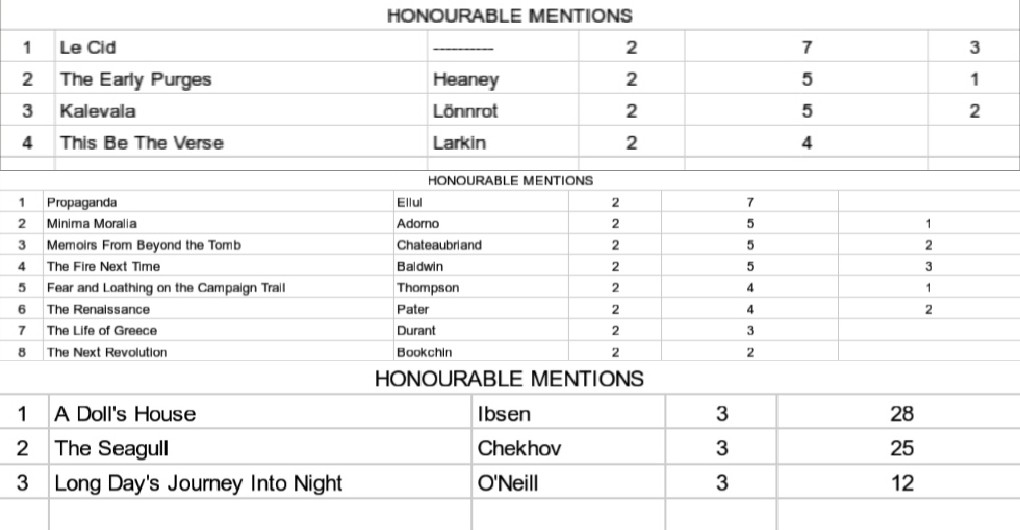 HONOURABLE MENTIONS
1 Le Cid ---------- 2 7 3
2 The Early Purges Heaney 2 5 1
3 Kalevala Lönnrot 2 5 2
4 This Be The Verse Larkin 2 4
HONOURABLE MENTIONS
1 Propaganda Ellul 2 7
2 Minima Moralia Adorno 2 5 1
3 Memoirs From Beyond the Tomb Chateaubriand 2 5 2
4 The Fire Next Time Baldwin 2 5 3
5 Fear and Loathing on the Campaign Trail Thompson 2 4 1
6 The Renaissance Pater 2 4 2
7 The Life of Greece Durant 2 3
8 The Next Revolution Bookchin 2 2
HONOURABLE MENTIONS
1 A Doll's House Ibsen 3 28
2 The Seagull Chekhov 3 25
3 Long Day's Journey Into Night O'Neill 3 12